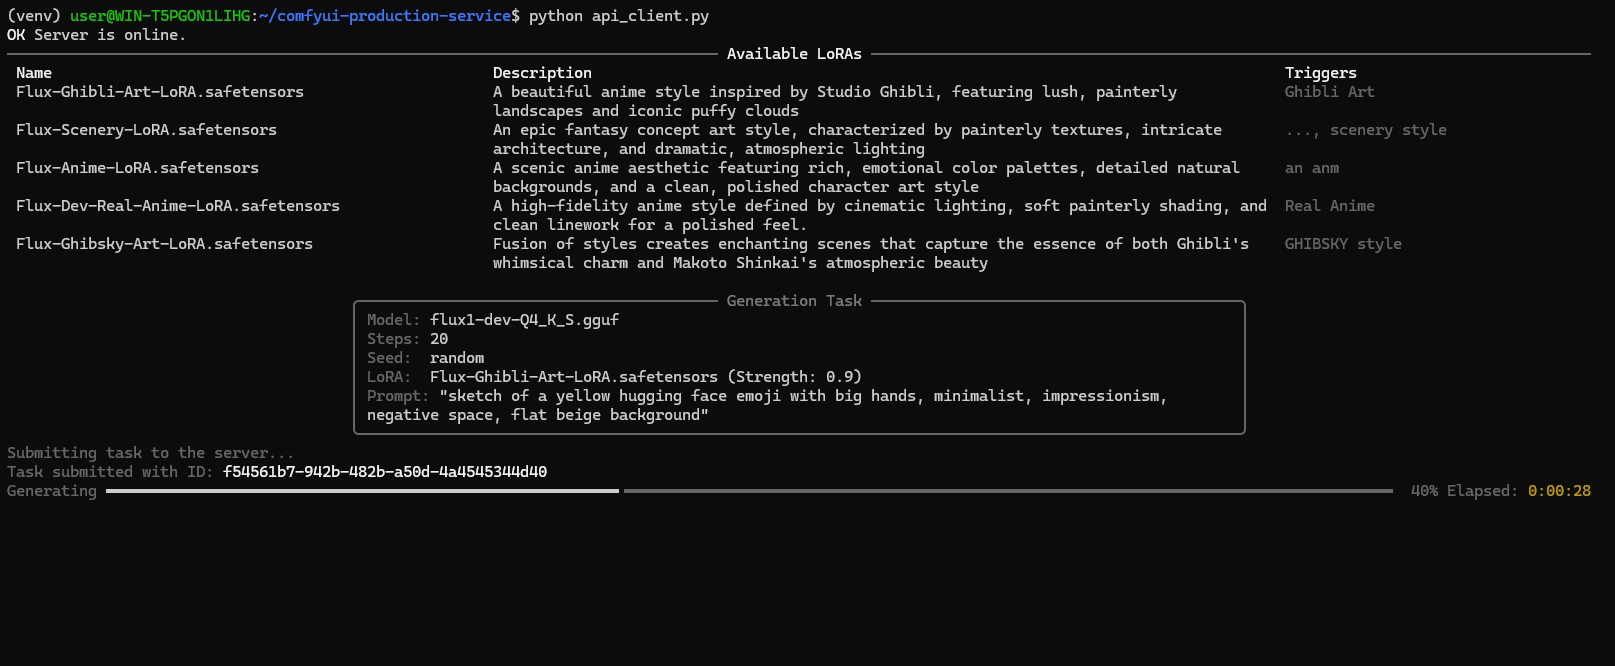 (venv) user@WIN-T5PGON1LIHG:~/comfyui-production-service$ python api_client.py
OK Server is online.
Available LoRAs
Name Description Triggers
Flux-Ghibli-Art-LoRA.safetensors A beautiful anime style inspired by Studio Ghibli, featuring lush, painterly Ghibli Art
landscapes and iconic puffy clouds
Flux-Scenery-LoRA.safetensors An epic fantasy concept art style, characterized by painterly textures, intricate ..., scenery style
architecture, and dramatic, atmospheric lighting
Flux-Anime-LoRA.safetensors A scenic anime aesthetic featuring rich, emotional color palettes, detailed natural an anm
backgrounds, and a clean, polished character art style
Flux-Dev-Real-Anime-LoRA.safetensors A high-fidelity anime style defined by cinematic lighting, soft painterly shading, and Real Anime
clean linework for a polished feel.
Flux-Ghibsky-Art-LoRA.safetensors Fusion of styles creates enchanting scenes that capture the essence of both Ghibli's GHIBSKY style
whimsical charm and Makoto Shinkai's atmospheric beauty
Generation Task
Model: flux1-dev-Q4_K_S.gguf
Steps: 20
Seed: random
LoRA: Flux-Ghibli-Art-LoRA.safetensors (Strength: 0.9)
Prompt: "sketch of a yellow hugging face emoji with big hands, minimalist, impressionism,
negative space, flat beige background"
Submitting task to the server...
Task submitted with ID: f54561b7-942b-482b-a50d-4a4545344d40
Generating 40% Elapsed: 0:00:28